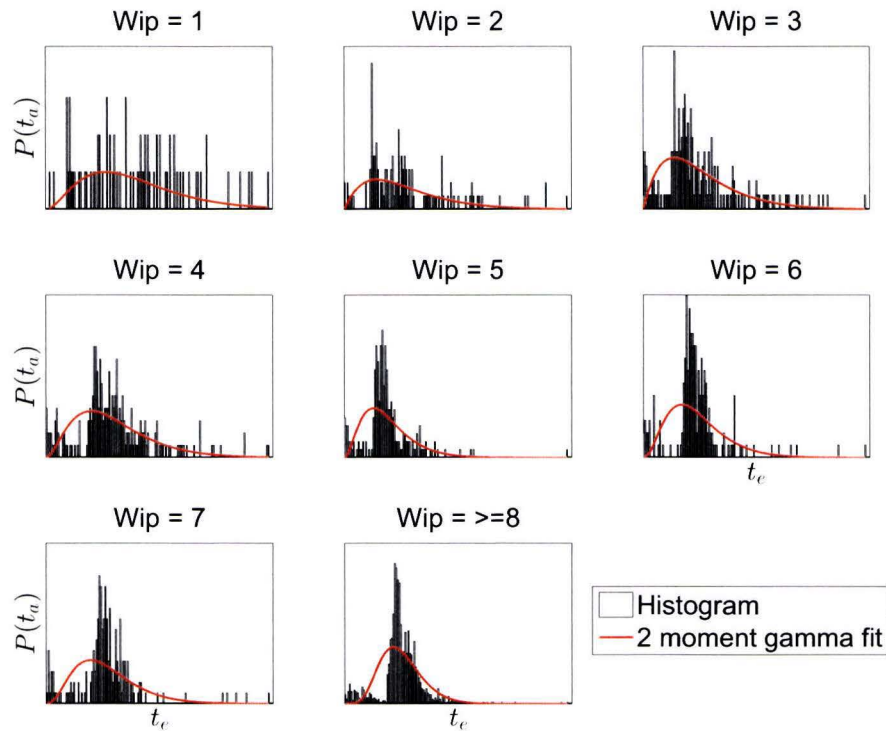 Wip = 1
Wip = 2
Wip = 3
P(t_a)
Wip = 4
Wip = 5
Wip = 6
P(t_a)
t_e
Wip = 7
Wip = >=8
P(t_a)
t_e
t_e
Histogram
2 moment gamma fit